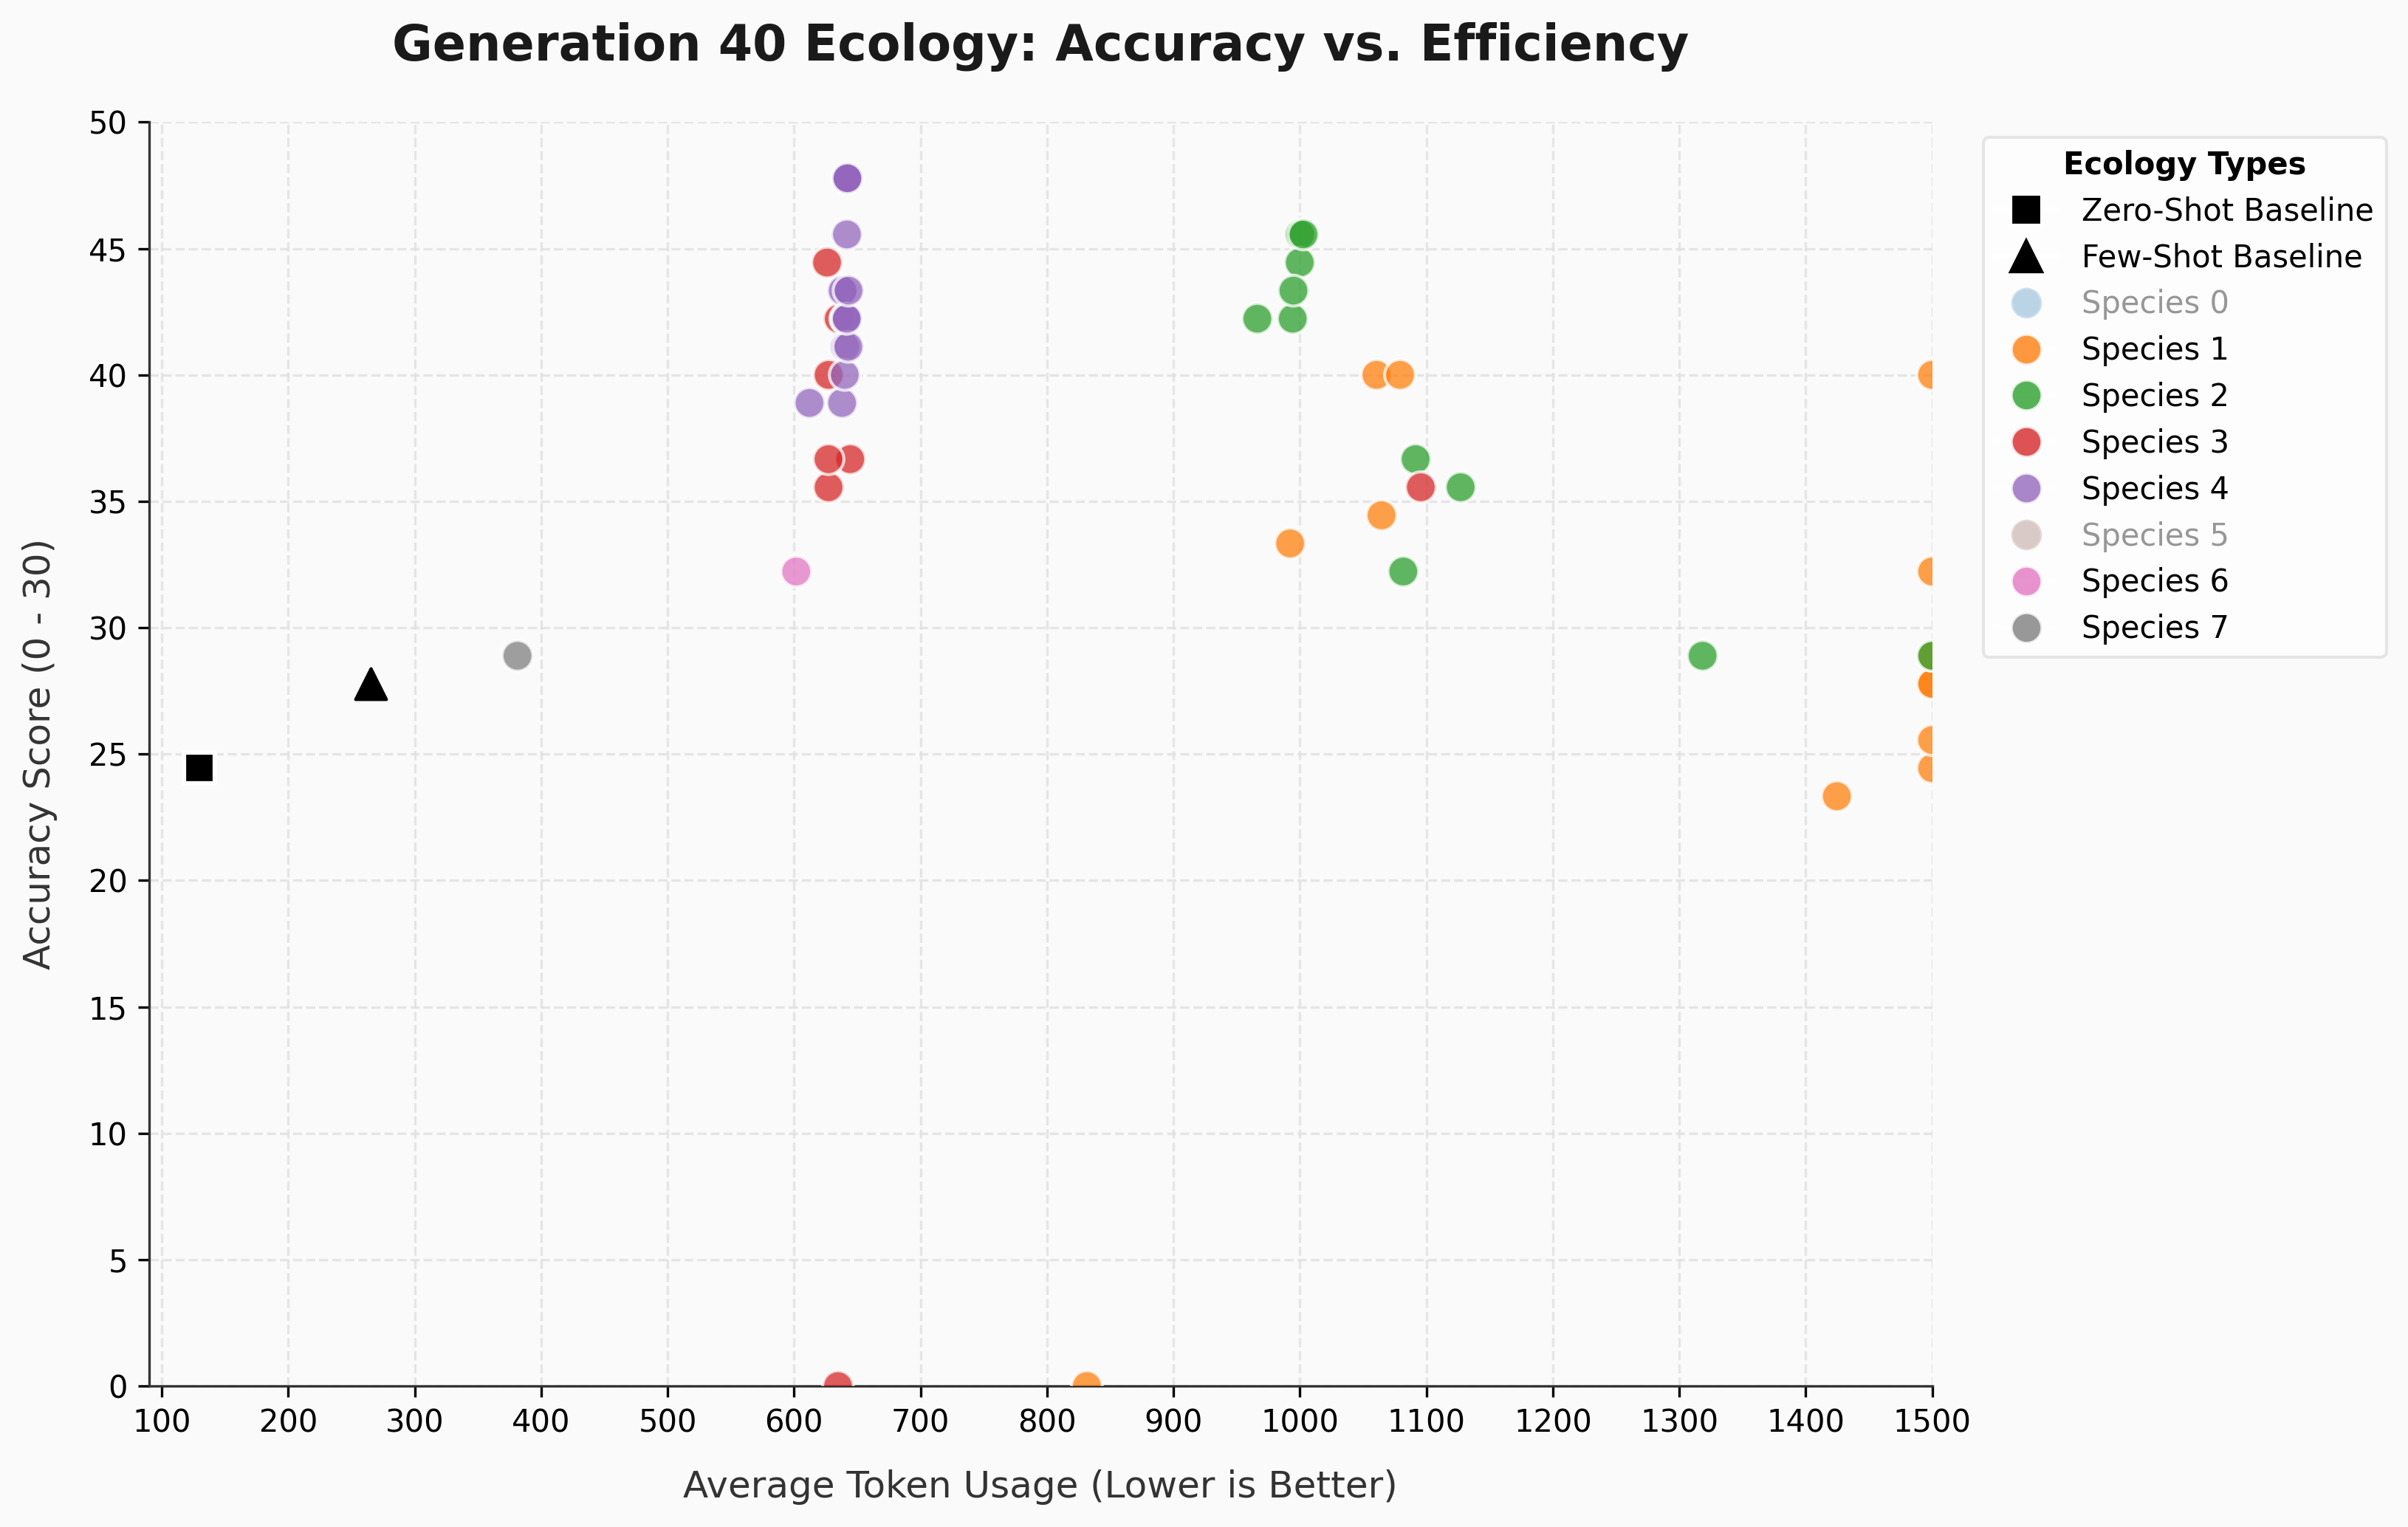 Generation 40 Ecology: Accuracy vs. Efficiency
50
45
40
35
30
25
20
15
10
5
0
Accuracy Score (0 - 30)
100 200 300 400 500 600 700 800 900 1000 1100 1200 1300 1400 1500
Average Token Usage (Lower is Better)
Ecology Types
Zero-Shot Baseline
Few-Shot Baseline
Species 0
Species 1
Species 2
Species 3
Species 4
Species 5
Species 6
Species 7